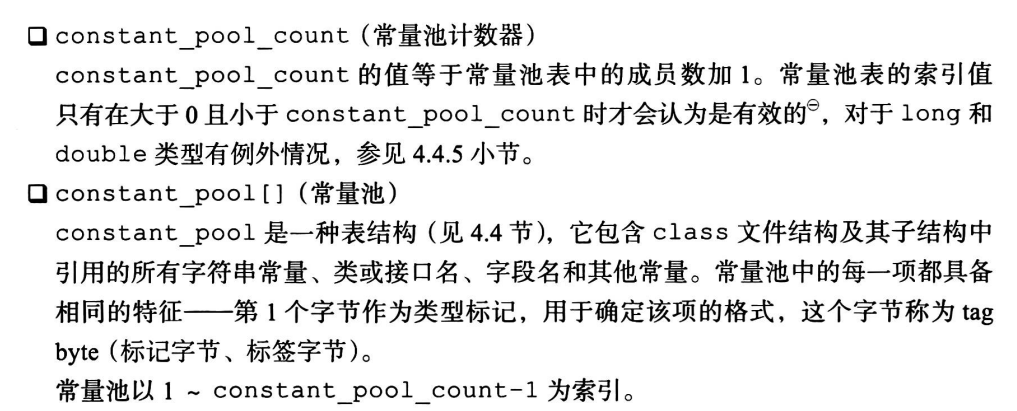 ❑ constant_pool_count（常量池计数器）
constant_pool_count 的值等于常量池表中的成员数加 1。常量池表的索引值
只有在大于 0 且小于 constant_pool_count 时才会认为是有效的㊀，对于 long 和
double 类型有例外情况，参见 4.4.5 小节。
❑ constant_pool[]（常量池）
constant_pool 是一种表结构（见 4.4 节），它包含 class 文件结构及其子结构中
引用的所有字符串常量、类或接口名、字段名和其他常量。常量池中的每一项都具备
相同的特征——第 1 个字节作为类型标记，用于确定该项的格式，这个字节称为 tag
byte（标记字节、标签字节）。
常量池以 1 ~ constant_pool_count-1 为索引。